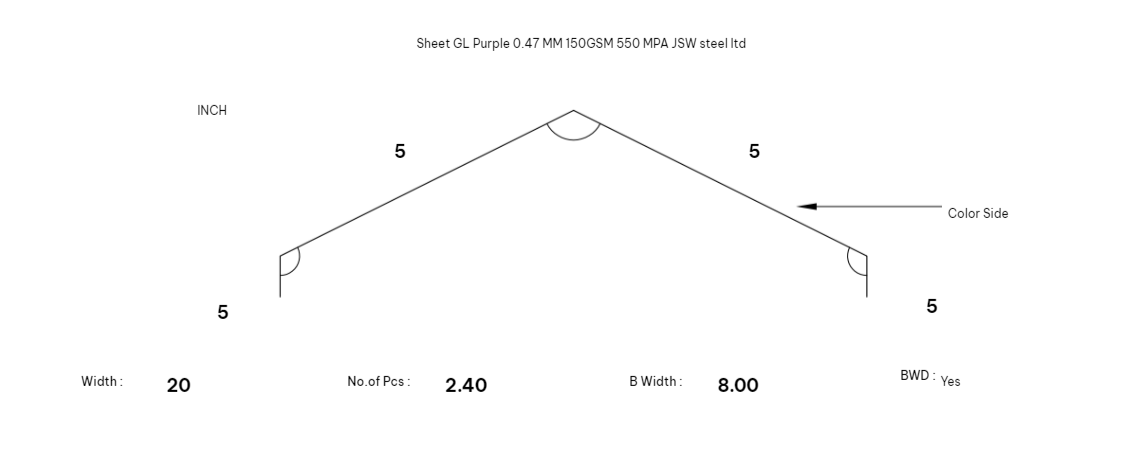 Sheet GL Purple 0.47 MM 150GSM 550 MPA JSW steel ltd
INCH
5
5
Color Side
5
5
Width : 20
No.of Pcs : 2.40
B Width : 8.00
BWD : Yes